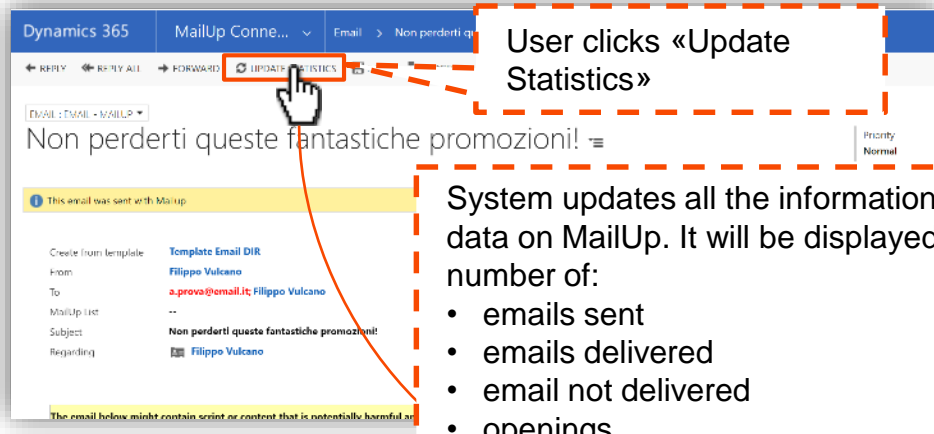 Dynamics 365 MailUp Conne... Email > Non perderti
User clicks «Update
Statistics»
REPLY REPLY ALL FORWARD UPDATE STATISTICS
EMAIL : EMAIL - MAILUP
Non perderti queste fantastiche promozioni!
Priority
Normal
System updates all the information
data on MailUp. It will be displayed
number of:
• emails sent
• emails delivered
• email not delivered
• openings
This email was sent with Mailup
Create from template Template Email DIR
From Filippo Vulcano
To a.prova@email.it; Filippo Vulcano
MailUp List --
Subject Non perderti queste fantastiche promozioni!
Regarding Filippo Vulcano
The email below might contain script or content that is potentially harmful